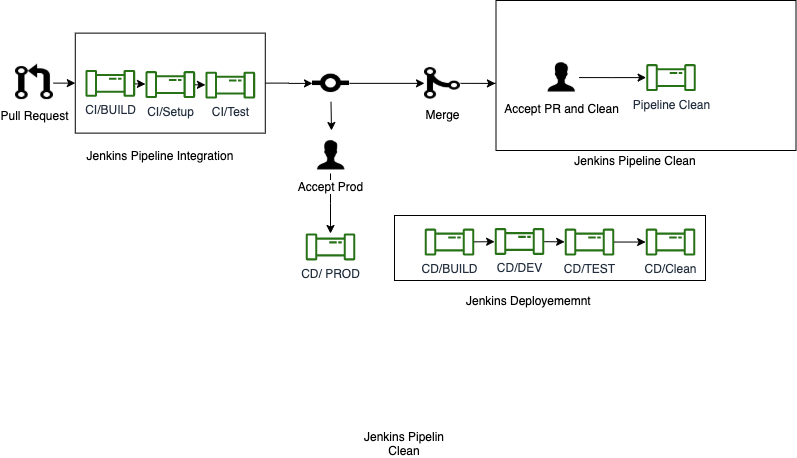 Pull Request
CI/BUILD
CI/Setup
CI/Test
Jenkins Pipeline Integration
Merge
Accept PR and Clean
Pipeline Clean
Jenkins Pipeline Clean
Accept Prod
CD/ PROD
CD/BUILD
CD/DEV
CD/TEST
CD/Clean
Jenkins Deployememnt
Jenkins Pipelin
Clean